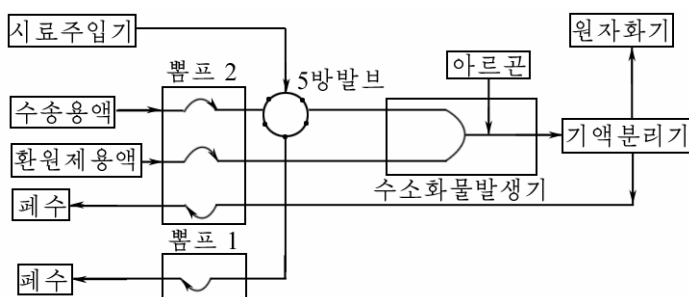 시료주입기
원자화기
뽐프 2
5방발브
아르곤
수송용액
기액분리기
환원제용액
수소화물발생기
페수
뽐프 1
페수